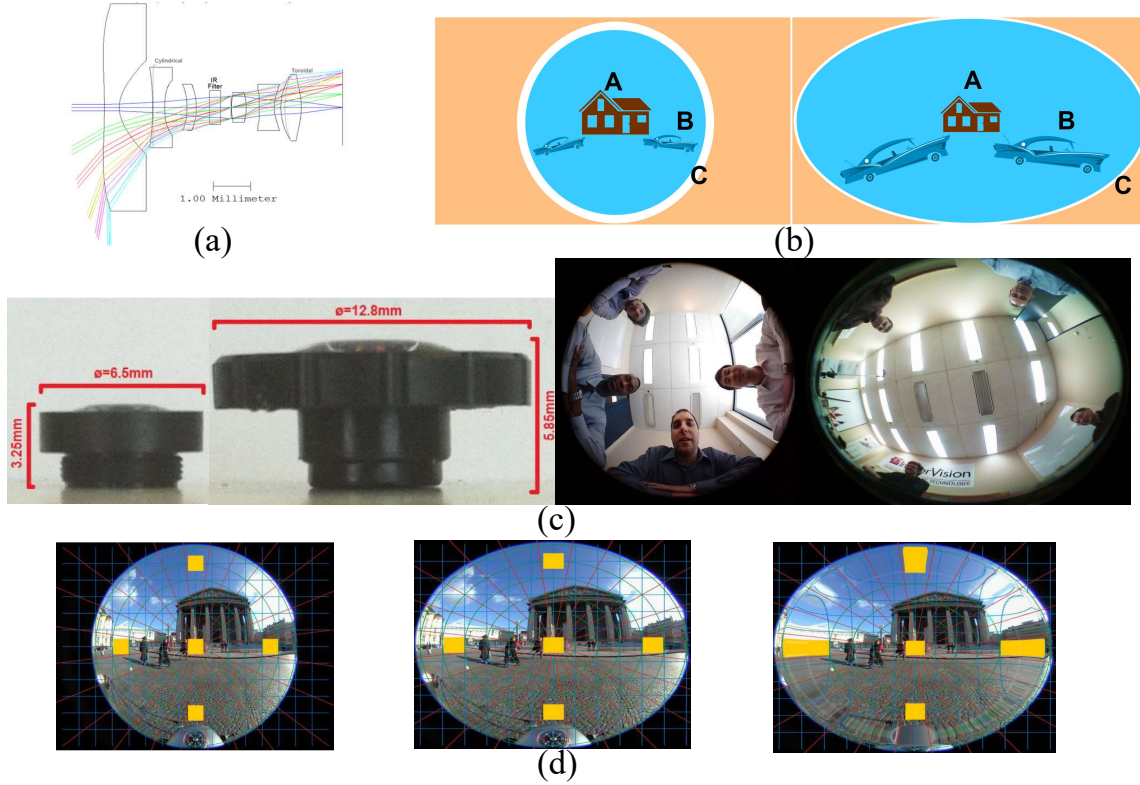 Cylindrical
IR
Filter
Toroidal
1.00 Millimeter
(a)
A
B
C
A
B
C
(b)
ø=6.5mm
3.25mm
ø=12.8mm
5.85mm
(c)
(d)